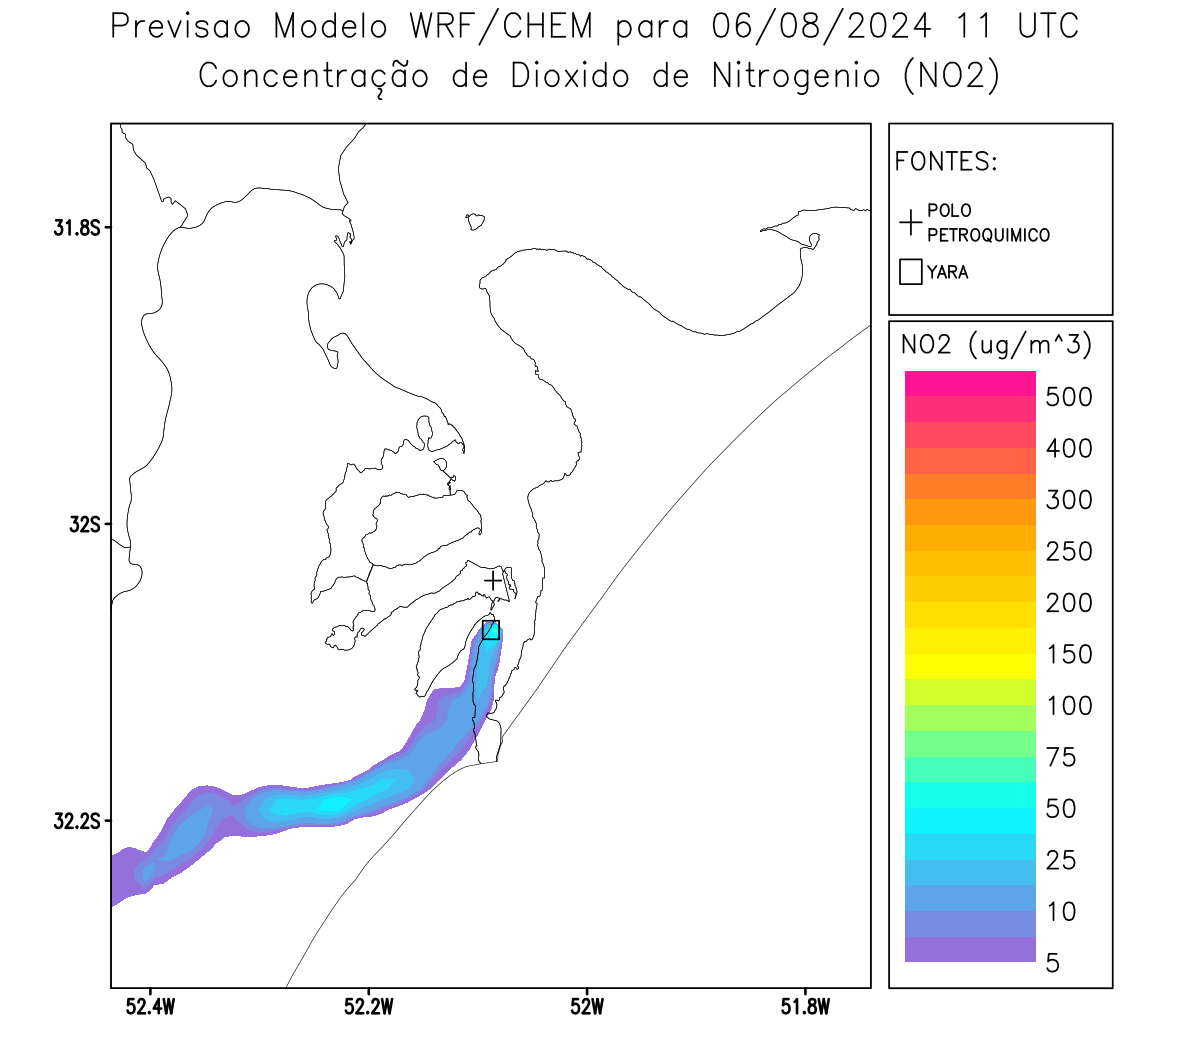 Previsao Modelo WRF/CHEM para 06/08/2024 11 UTC
Concentração de Dioxido de Nitrogenio (NO2)
FONTES:
POLO
PETROQUIMICO
YARA
NO2 (ug/m^3)
500
400
300
250
200
150
100
75
50
25
10
5
31.8S
32S
32.2S
52.4W
52.2W
52W
51.8W